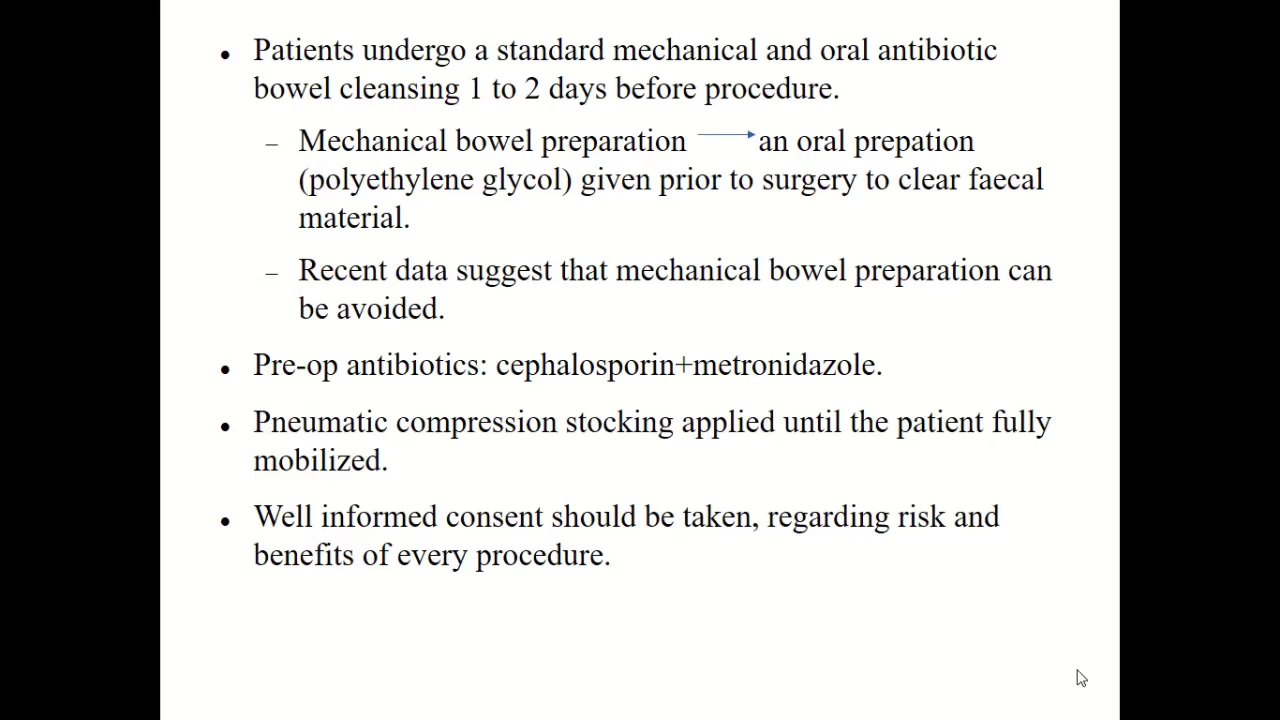 • Patients undergo a standard mechanical and oral antibiotic
bowel cleansing 1 to 2 days before procedure.
– Mechanical bowel preparation → an oral prepation
(polyethylene glycol) given prior to surgery to clear faecal
material.
– Recent data suggest that mechanical bowel preparation can
be avoided.
• Pre-op antibiotics: cephalosporin+metronidazole.
• Pneumatic compression stocking applied until the patient fully
mobilized.
• Well informed consent should be taken, regarding risk and
benefits of every procedure.